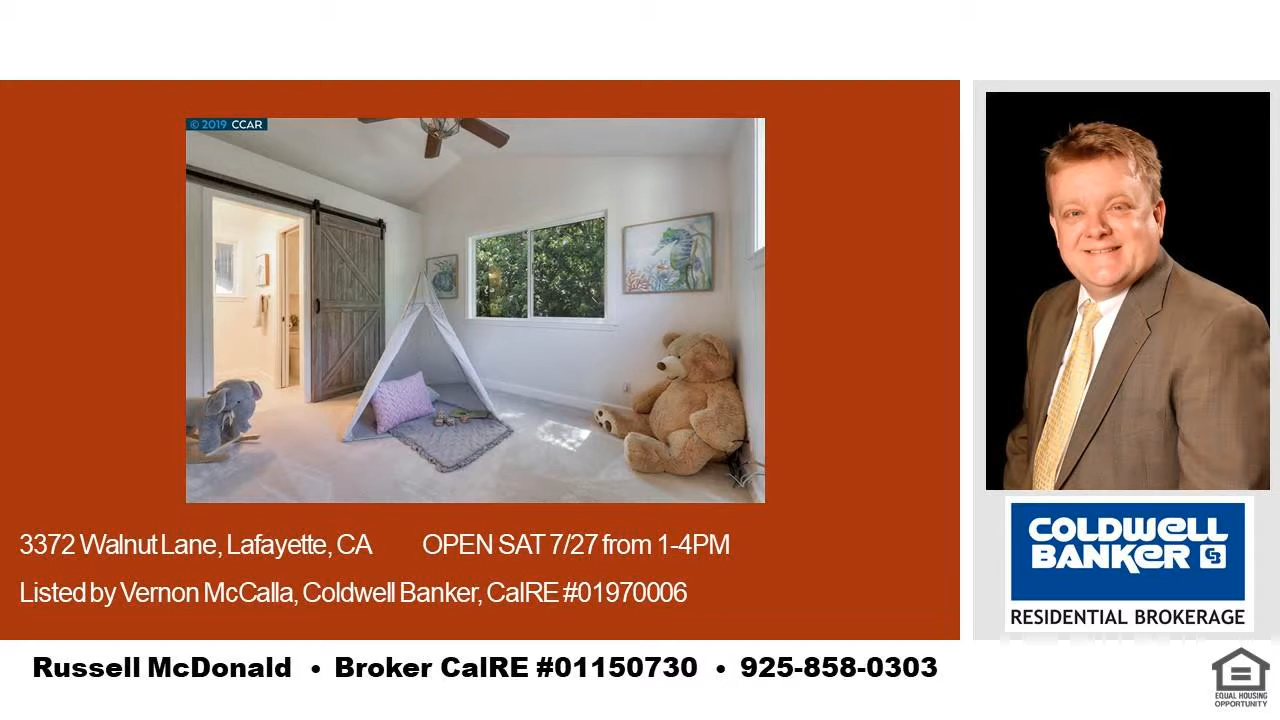 © 2019 CCAR
3372 Walnut Lane, Lafayette, CA OPEN SAT 7/27 from 1-4PM
Listed by Vernon McCalla, Coldwell Banker, CalRE #01970006
COLDWELL
BANKER CB
RESIDENTIAL BROKERAGE
Russell McDonald • Broker CalRE #01150730 • 925-858-0303
EQUAL HOUSING
OPPORTUNITY